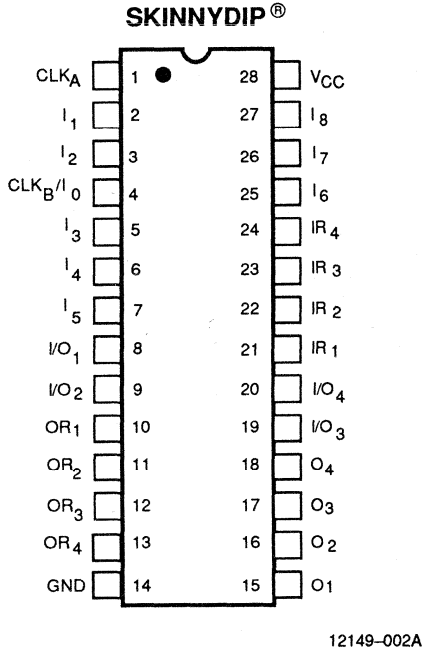 SKINNYDIP®
CLKA 1 28 VCC
I1 2 27 I8
I2 3 26 I7
CLKB/I0 4 25 I6
I3 5 24 IR4
I4 6 23 IR3
I5 7 22 IR2
I/O1 8 21 IR1
I/O2 9 20 I/O4
OR1 10 19 I/O3
OR2 11 18 O4
OR3 12 17 O3
OR4 13 16 O2
GND 14 15 O1
12149–002A